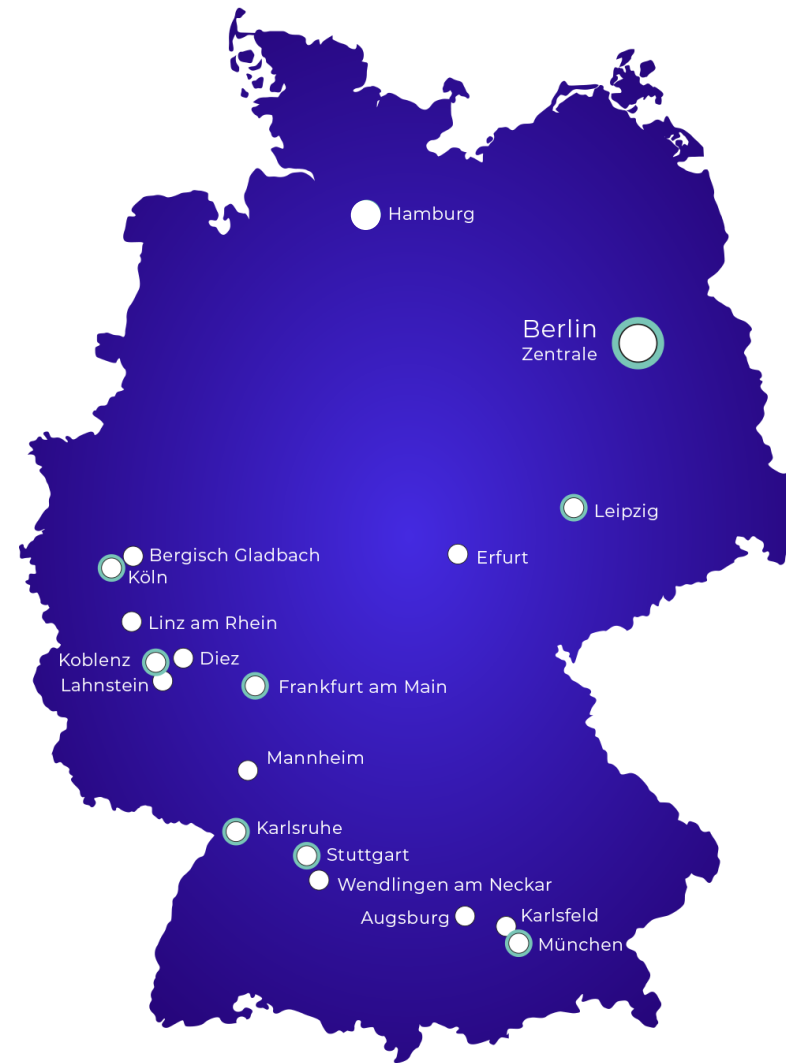 Hamburg
Berlin
Zentrale
Leipzig
Bergisch Gladbach
Erfurt
Köln
Linz am Rhein
Koblenz
Diez
Lahnstein
Frankfurt am Main
Mannheim
Karlsruhe
Stuttgart
Wendlingen am Neckar
Augsburg
Karlsfeld
München